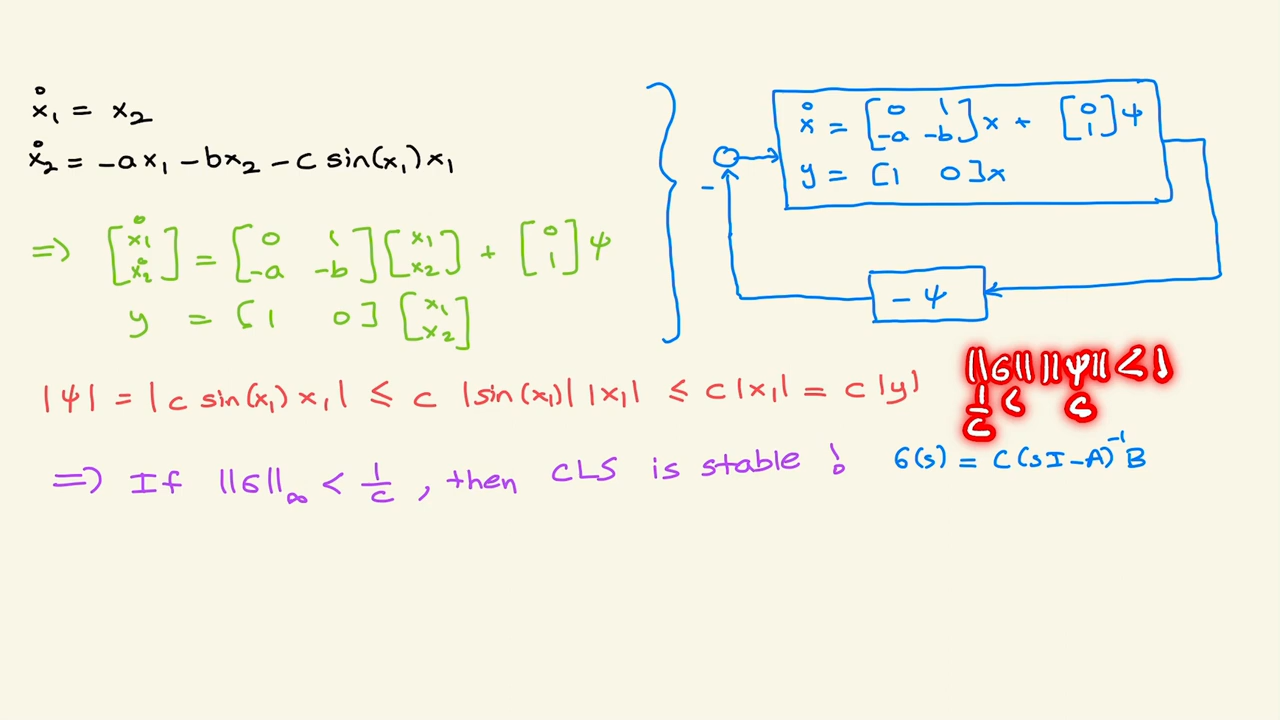 ẋ₁ = x₂
ẋ₂ = -ax₁ - bx₂ - c sin(x₁)x₁
⇒ [ẋ₁ ẋ₂] = [0 1 -a -b] [x₁ x₂] + [0 1] ψ
y = [1 0] [x₁ x₂]
ẋ = [0 1 -a -b] x + [0 1] ψ
y = [1 0]x
-
-ψ
|ψ| = |c sin(x₁) x₁| ≤ c |sin(x₁)| |x₁| ≤ c|x₁| = c|y|
||G|| ||ψ|| < 1
1/c < c
⇒ If ||G||∞ < 1/c, then CLS is stable !
G(s) = C(sI-A)⁻¹B